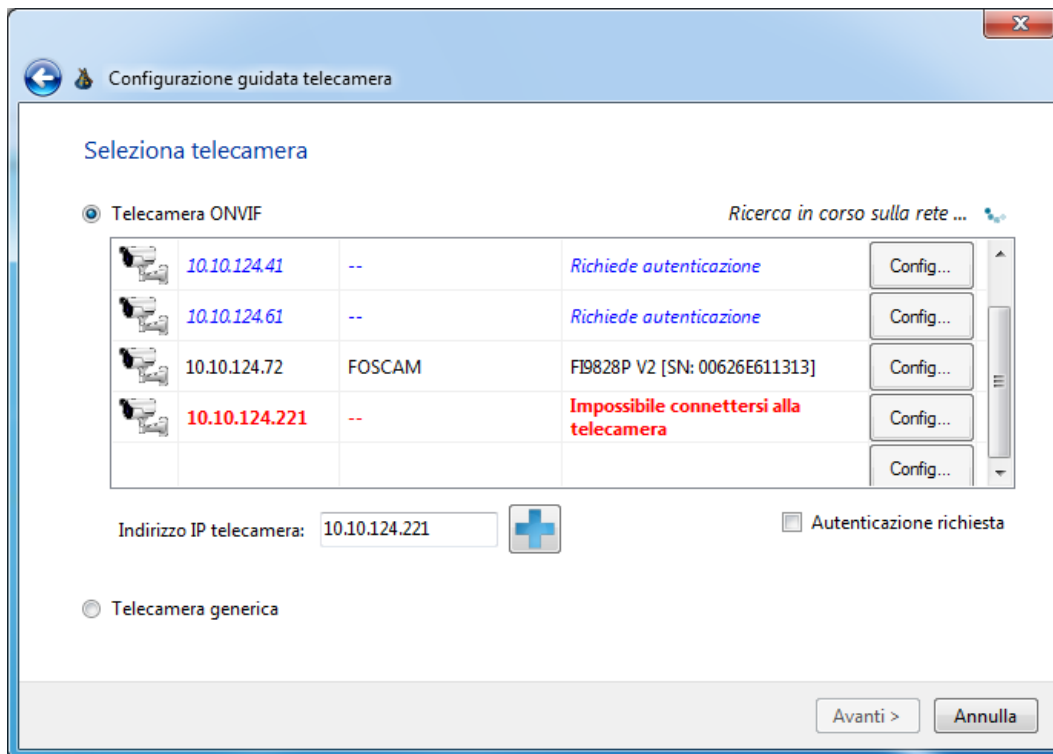 X
Configurazione guidata telecamera
Seleziona telecamera
Telecamera ONVIF
Ricerca in corso sulla rete ...
10.10.124.41 -- Richiede autenticazione Config...
10.10.124.61 -- Richiede autenticazione Config...
10.10.124.72 FOSCAM FI9828P V2 [SN: 00626E611313] Config...
10.10.124.221 -- Impossibile connettersi alla
telecamera Config...
Config...
Indirizzo IP telecamera: 10.10.124.221
Autenticazione richiesta
Telecamera generica
Avanti > Annulla